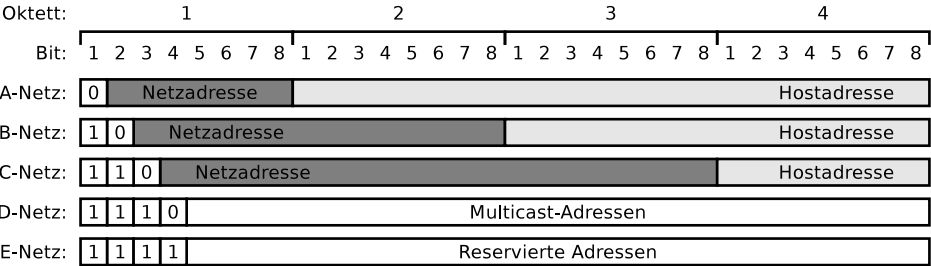 Oktett: 1 2 3 4
Bit: 1 2 3 4 5 6 7 8 1 2 3 4 5 6 7 8 1 2 3 4 5 6 7 8 1 2 3 4 5 6 7 8
A-Netz: 0 Netzadresse Hostadresse
B-Netz: 1 0 Netzadresse Hostadresse
C-Netz: 1 1 0 Netzadresse Hostadresse
D-Netz: 1 1 1 0 Multicast-Adressen
E-Netz: 1 1 1 1 Reservierte Adressen